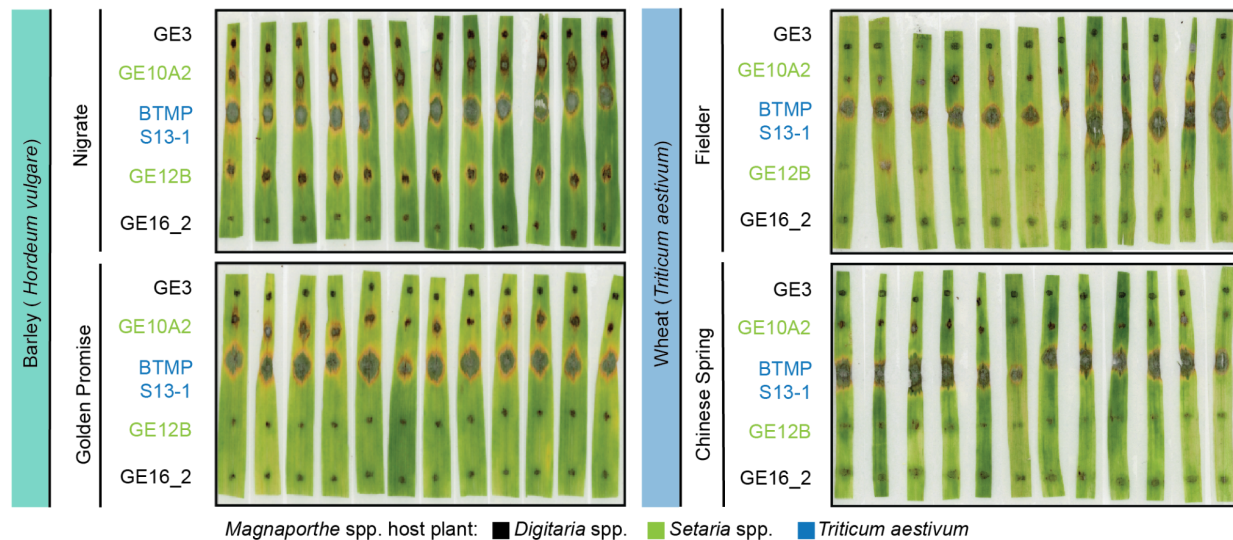 Barley ( Hordeum vulgare)
Nigrate
GE3
GE10A2
BTMP
S13-1
GE12B
GE16_2
Golden Promise
GE3
GE10A2
BTMP
S13-1
GE12B
GE16_2
Wheat (Triticum aestivum)
Fielder
GE3
GE10A2
BTMP
S13-1
GE12B
GE16_2
Chinese Spring
GE3
GE10A2
BTMP
S13-1
GE12B
GE16_2
Magnaporthe spp. host plant: Digitaria spp. Setaria spp. Triticum aestivum